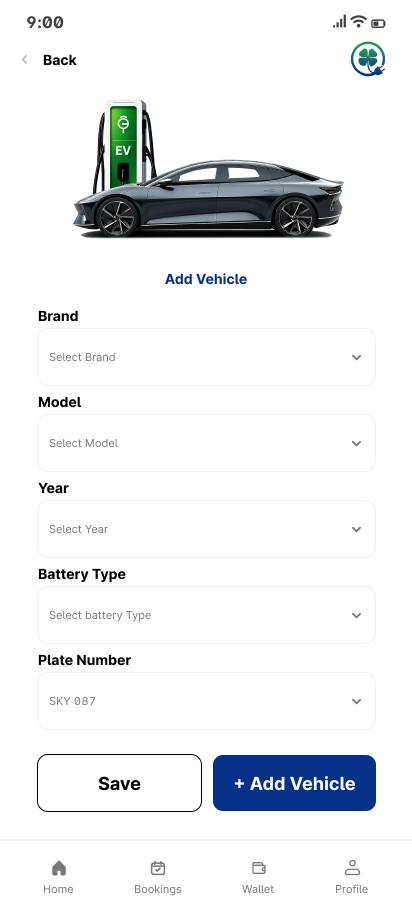 9:00
Back
EV
Add Vehicle
Brand
Select Brand
Model
Select Model
Year
Select Year
Battery Type
Select battery Type
Plate Number
SKY 087
Save
+ Add Vehicle
Home
Bookings
Wallet
Profile